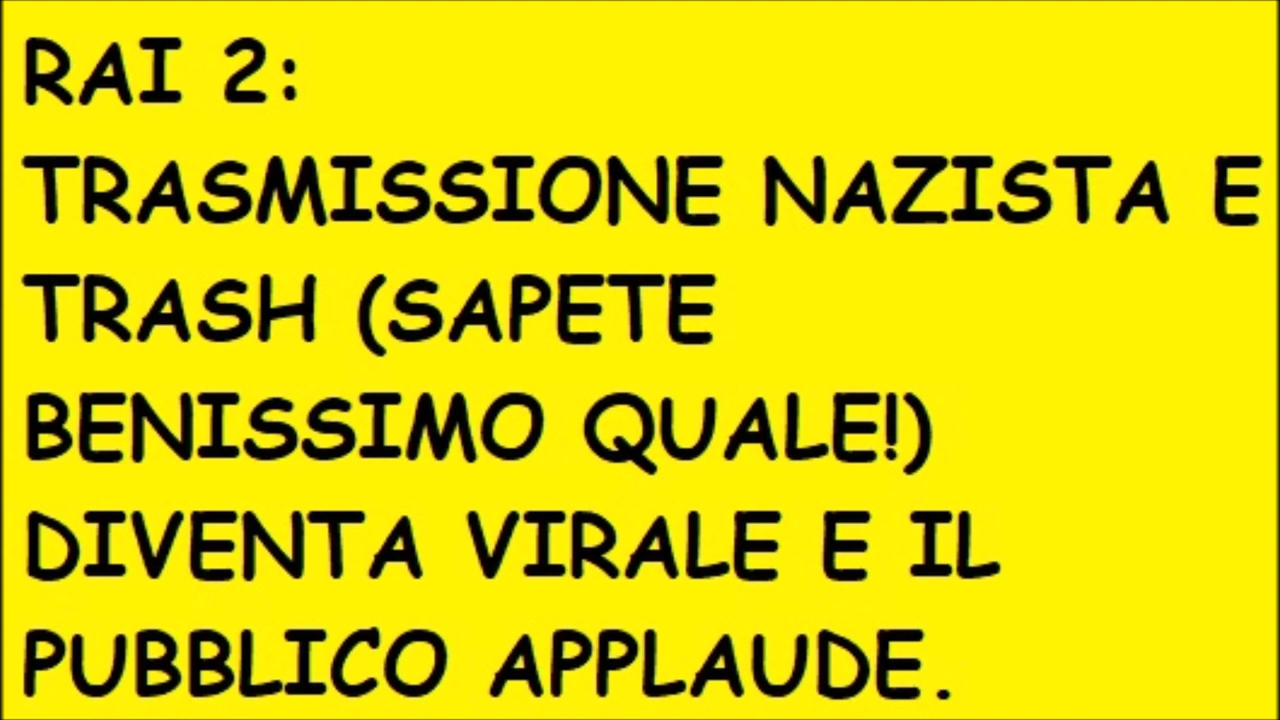 RAI 2:
TRASMISSIONE NAZISTA E
TRASH (SAPETE
BENISSIMO QUALE!)
DIVENTA VIRALE E IL
PUBBLICO APPLAUDE.